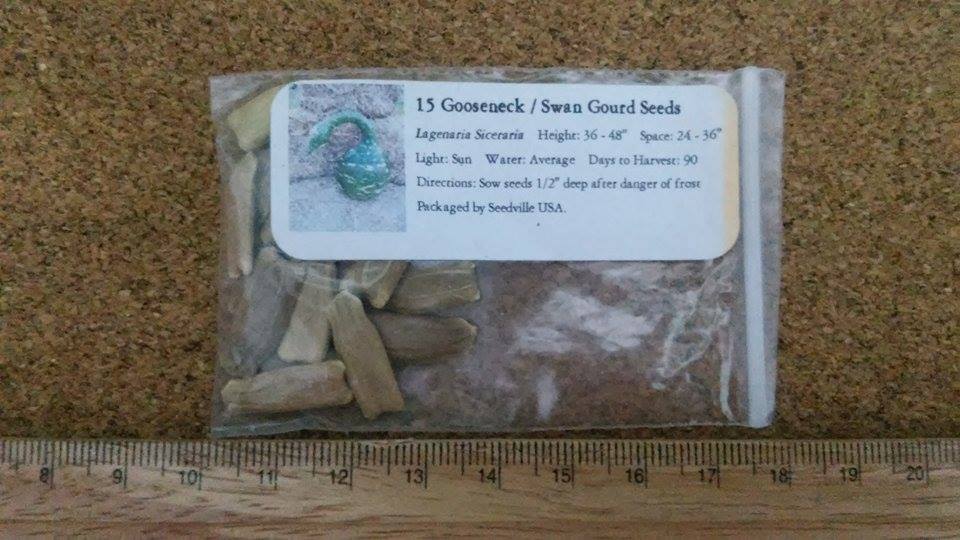 15 Gooseneck / Swan Gourd Seeds
Lagenaria Siceraria Height: 36 - 48" Space: 24 - 36"
Light: Sun Water: Average Days to Harvest: 90
Directions: Sow seeds 1/2" deep after danger of frost
Packaged by Seedville USA.
8 9 10 11 12 13 14 15 16 17 18 19 20